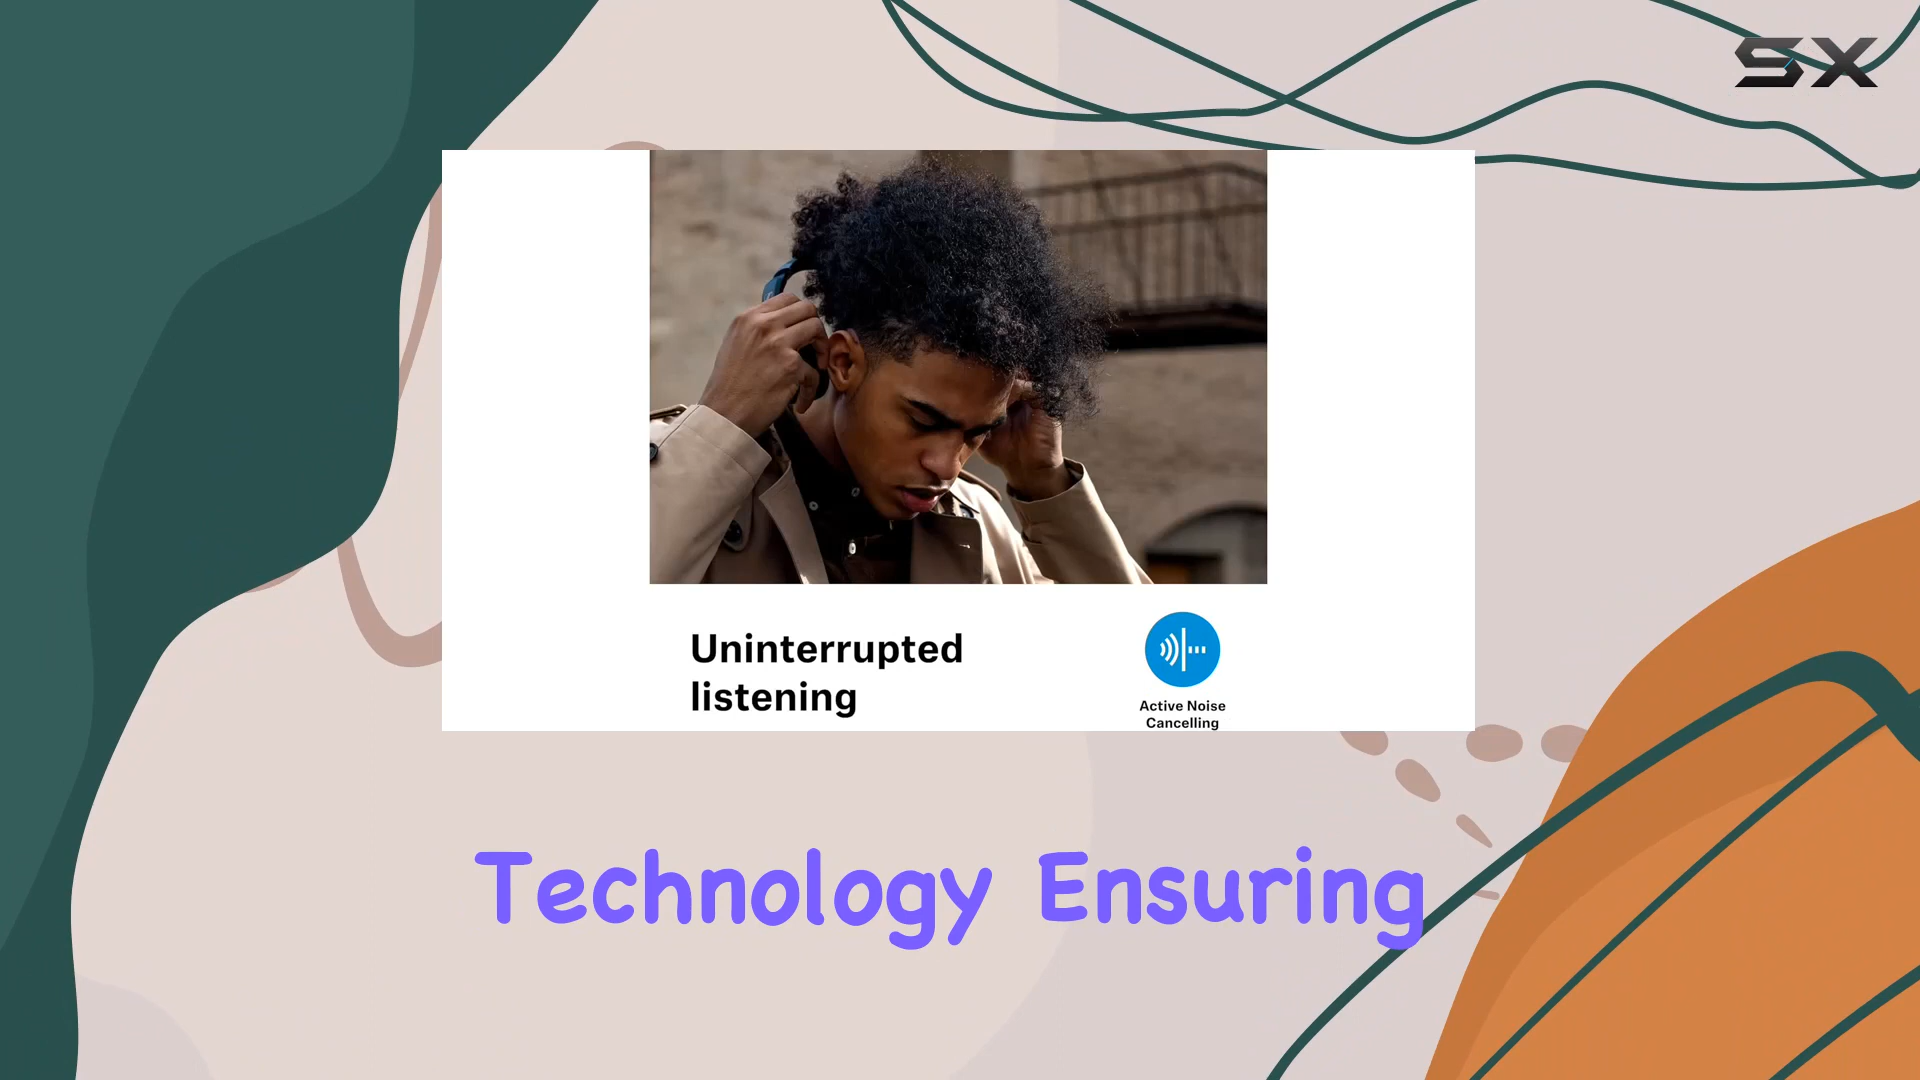 SX
Uninterrupted
listening
Active Noise
Cancelling
Technology Ensuring